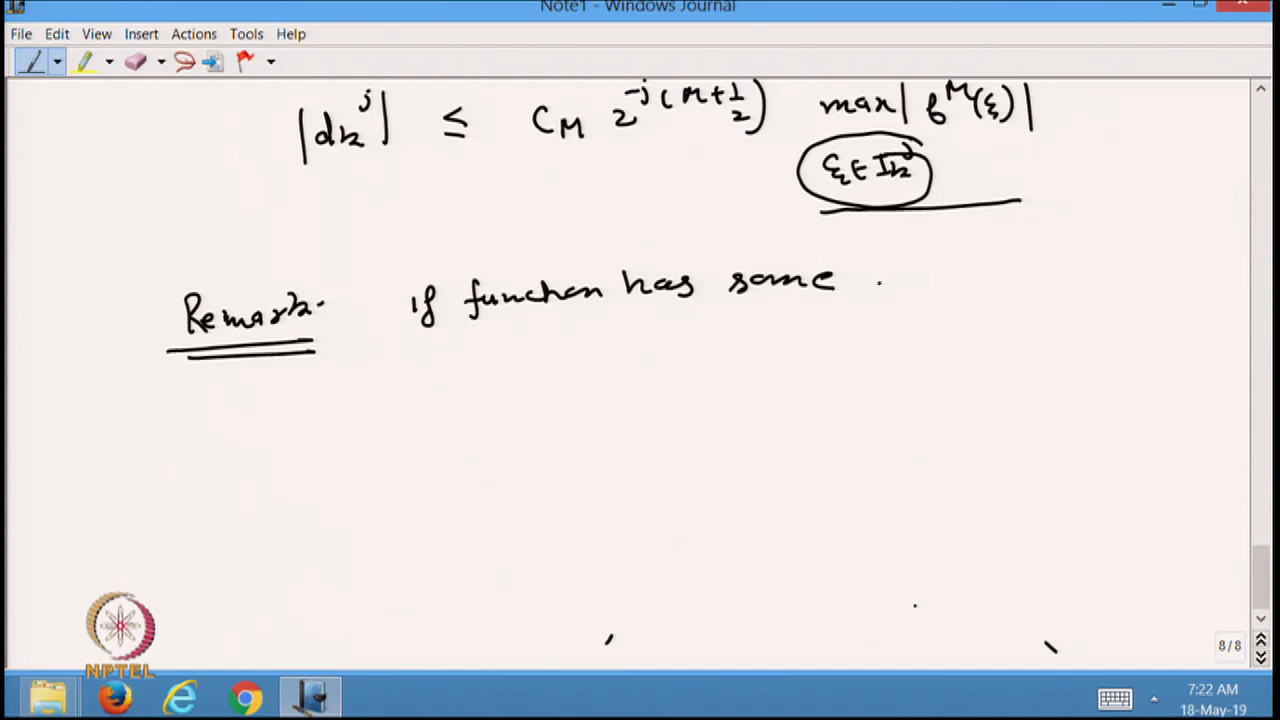 Note1 - Windows Journal
File Edit View Insert Actions Tools Help
|dk^j| ≤ C_M 2^{-j(M+1/2)} max|f^M(ξ)|
ξ∈I_k^j
Remark. if function has some
8/8
NPTEL
7:22 AM
18-May-19